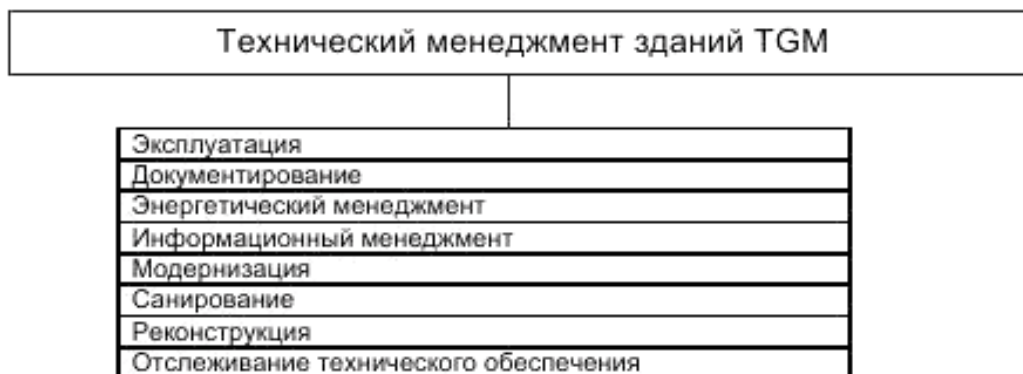 Технический менеджмент зданий TGM
Эксплуатация
Документирование
Энергетический менеджмент
Информационный менеджмент
Модернизация
Санирование
Реконструкция
Отслеживание технического обеспечения